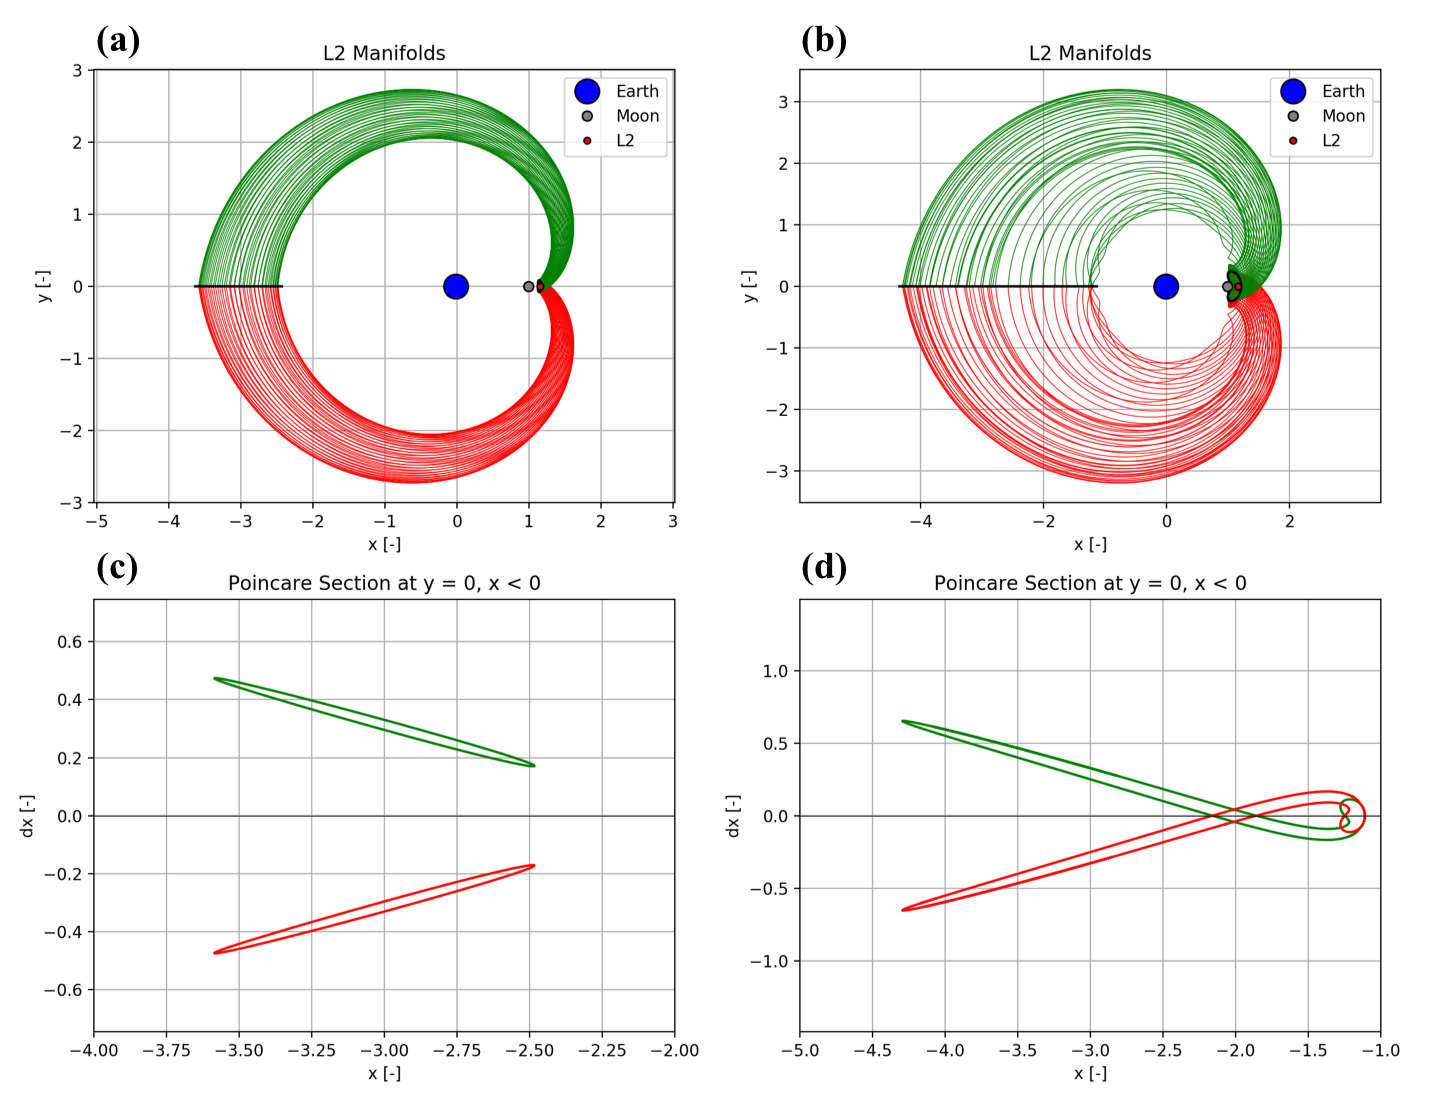 (a)
L2 Manifolds
Earth
Moon
L2
3
2
1
0
−1
−2
−3
y [-]
−5 −4 −3 −2 −1 0 1 2 3
x [-]
(b)
L2 Manifolds
Earth
Moon
L2
3
2
1
0
−1
−2
−3
y [-]
−4 −2 0 2
x [-]
(c)
Poincare Section at y = 0, x < 0
0.6
0.4
0.2
0.0
−0.2
−0.4
−0.6
dx [-]
−4.00 −3.75 −3.50 −3.25 −3.00 −2.75 −2.50 −2.25 −2.00
x [-]
(d)
Poincare Section at y = 0, x < 0
1.0
0.5
0.0
−0.5
−1.0
dx [-]
−5.0 −4.5 −4.0 −3.5 −3.0 −2.5 −2.0 −1.5 −1.0
x [-]